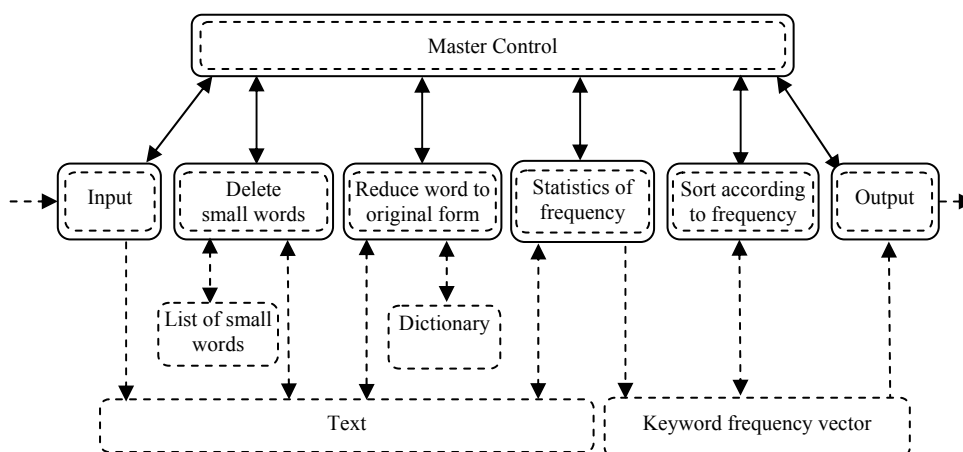 Master Control
Input
Delete
small words
Reduce word to
original form
Statistics of
frequency
Sort according
to frequency
Output
List of small
words
Dictionary
Text
Keyword frequency vector